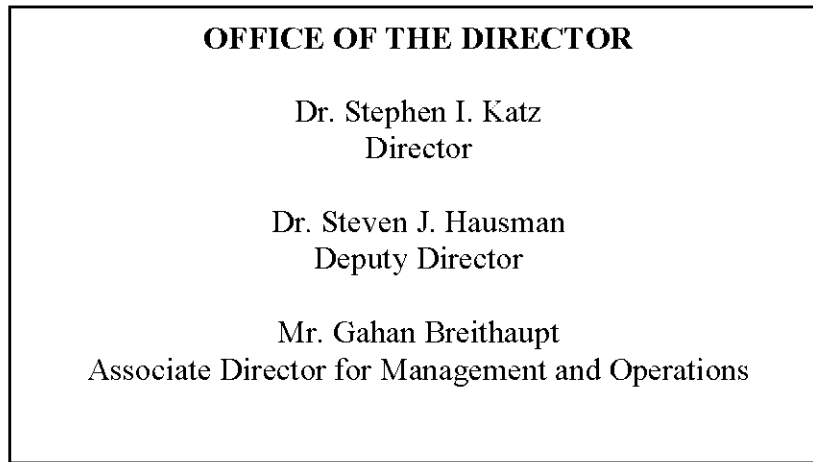 OFFICE OF THE DIRECTOR
Dr. Stephen I. Katz
Director
Dr. Steven J. Hausman
Deputy Director
Mr. Gahan Breithaupt
Associate Director for Management and Operations